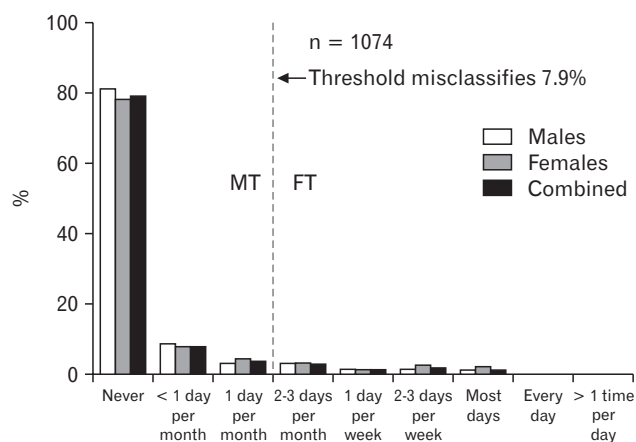 100
80
60
40
20
0
%
n = 1074
Threshold misclassifies 7.9%
Males
Females
Combined
MT
FT
Never
< 1 day
per
month
1 day
per
month
2-3 days
per
month
1 day
per
week
2-3 days
per
week
Most
days
Every
day
> 1 time
per
day